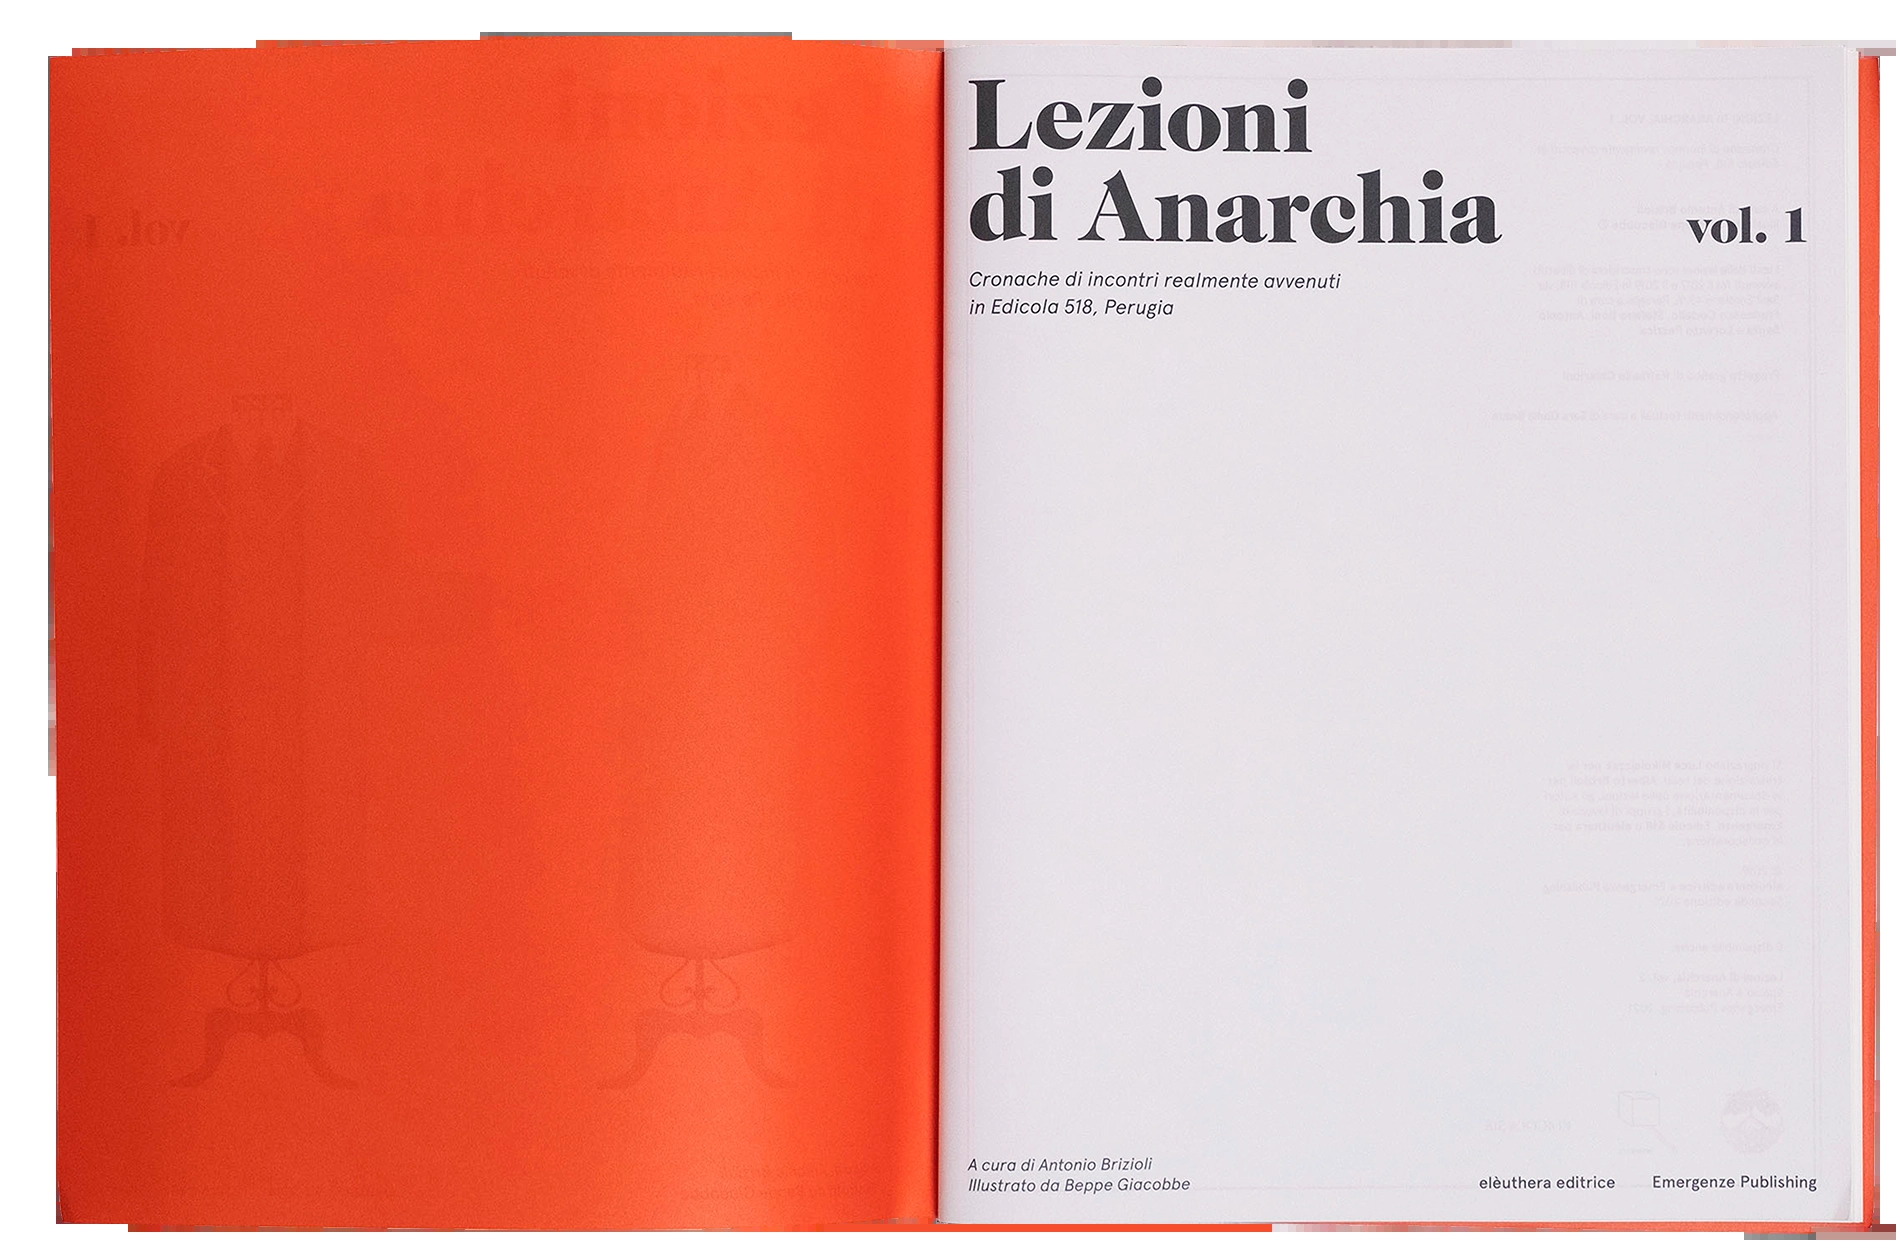 Lezioni
di Anarchia
vol. 1
Cronache di incontri realmente avvenuti
in Edicola 518, Perugia
A cura di Antonio Brizioli
Illustrato da Beppe Giacobbe
elèuthera editrice
Emergenze Publishing